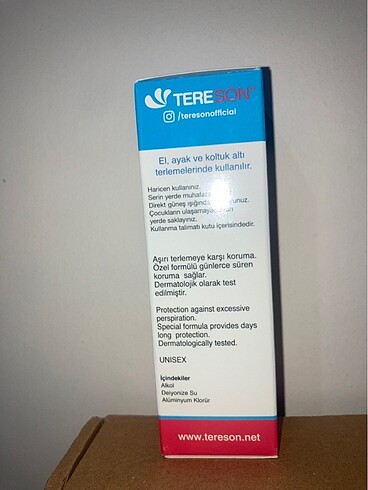 TERESON
/teresonofficial
El, ayak ve koltuk altı
terlemelerinde kullanılır.
Haricen kullanınız.
Serin yerde
Direkt güneş
Çocukların
yerde saklayınız.
Kullanma talimatı kutu içerisindedir.
Aşırı terlemeye karşı koruma.
Özel formülü günlerce süren
koruma sağlar.
Dermatolojik olarak test
edilmiştir.
Protection against excessive
perspiration.
Special formula provides days
long protection.
Dermatologically tested.
UNISEX
İçindekiler
Alkol
Deiyonize Su
Alüminyum Klorür
www.tereson.net